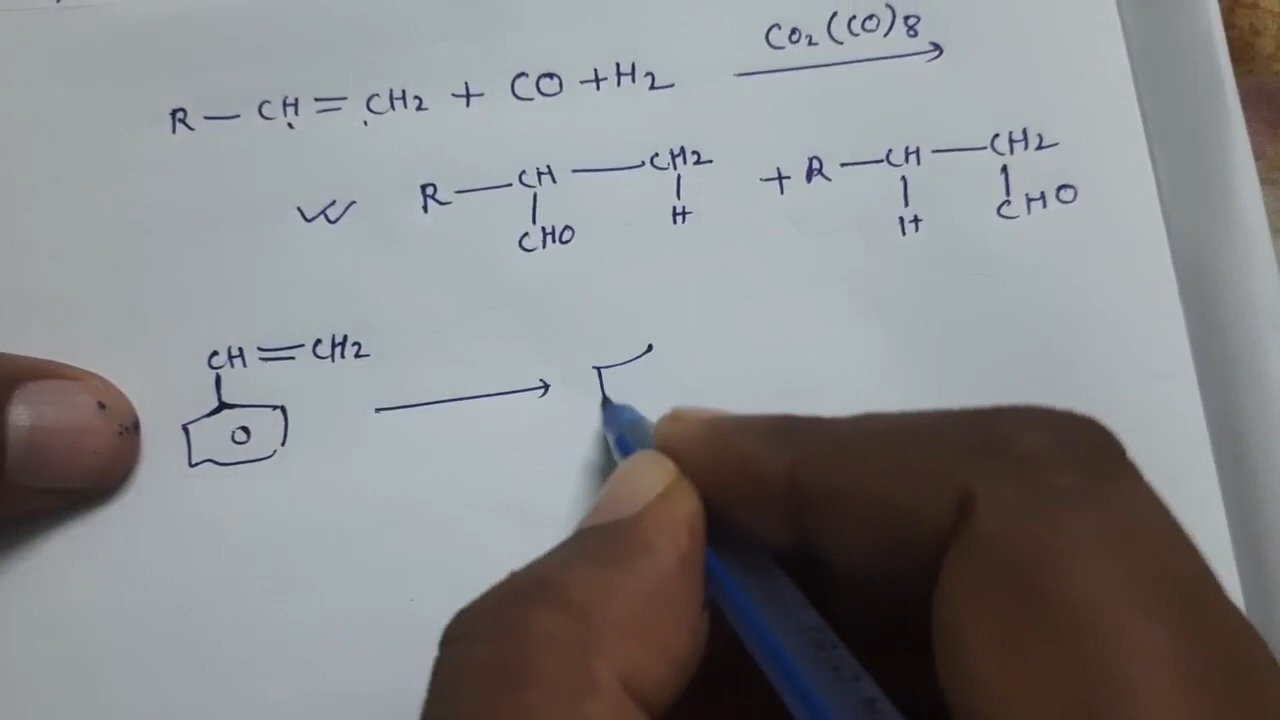 Co2(CO)8
R — CH = CH2 + CO + H2
R — CH — CH2 + R — CH — CH2
CHO H H CHO
CH = CH2